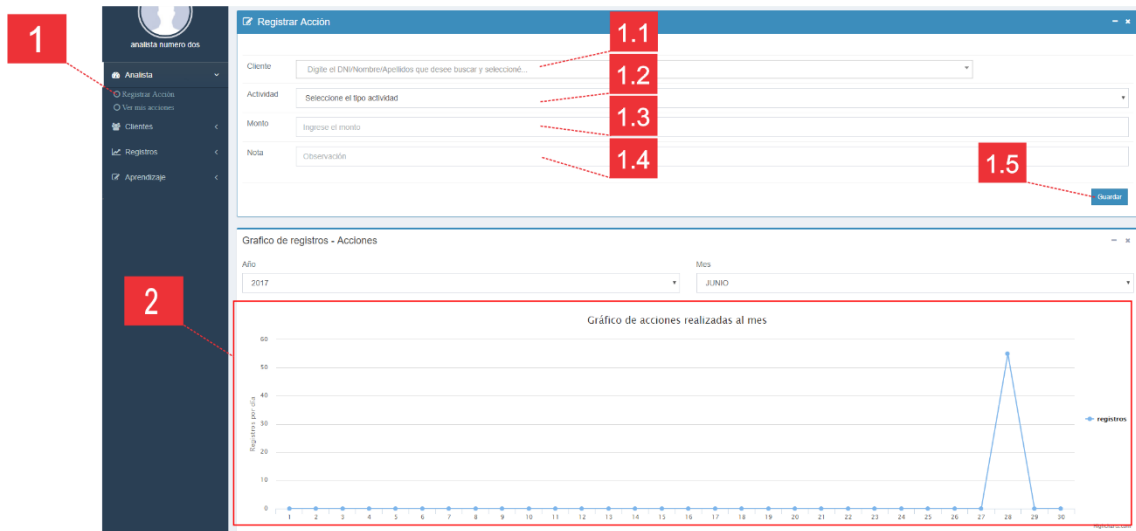 1
analista numero dos
Analista
Registrar Acción
Ver mis acciones
Clientes
Registros
Aprendizaje
Registrar Acción
Cliente
Digite el DNI/Nombre/Apellidos que desee buscar y seleccioné...
1.1
Actividad
Seleccione el tipo actividad
1.2
Monto
Ingrese el monto
1.3
Nota
Observación
1.4
1.5
Guardar
Grafico de registros - Acciones
Año
2017
Mes
JUNIO
2
Gráfico de acciones realizadas al mes
Registros por día
60
50
40
30
20
10
0
1 2 3 4 5 6 7 8 9 10 11 12 13 14 15 16 17 18 19 20 21 22 23 24 25 26 27 28 29 30
registros
Highcharts.com